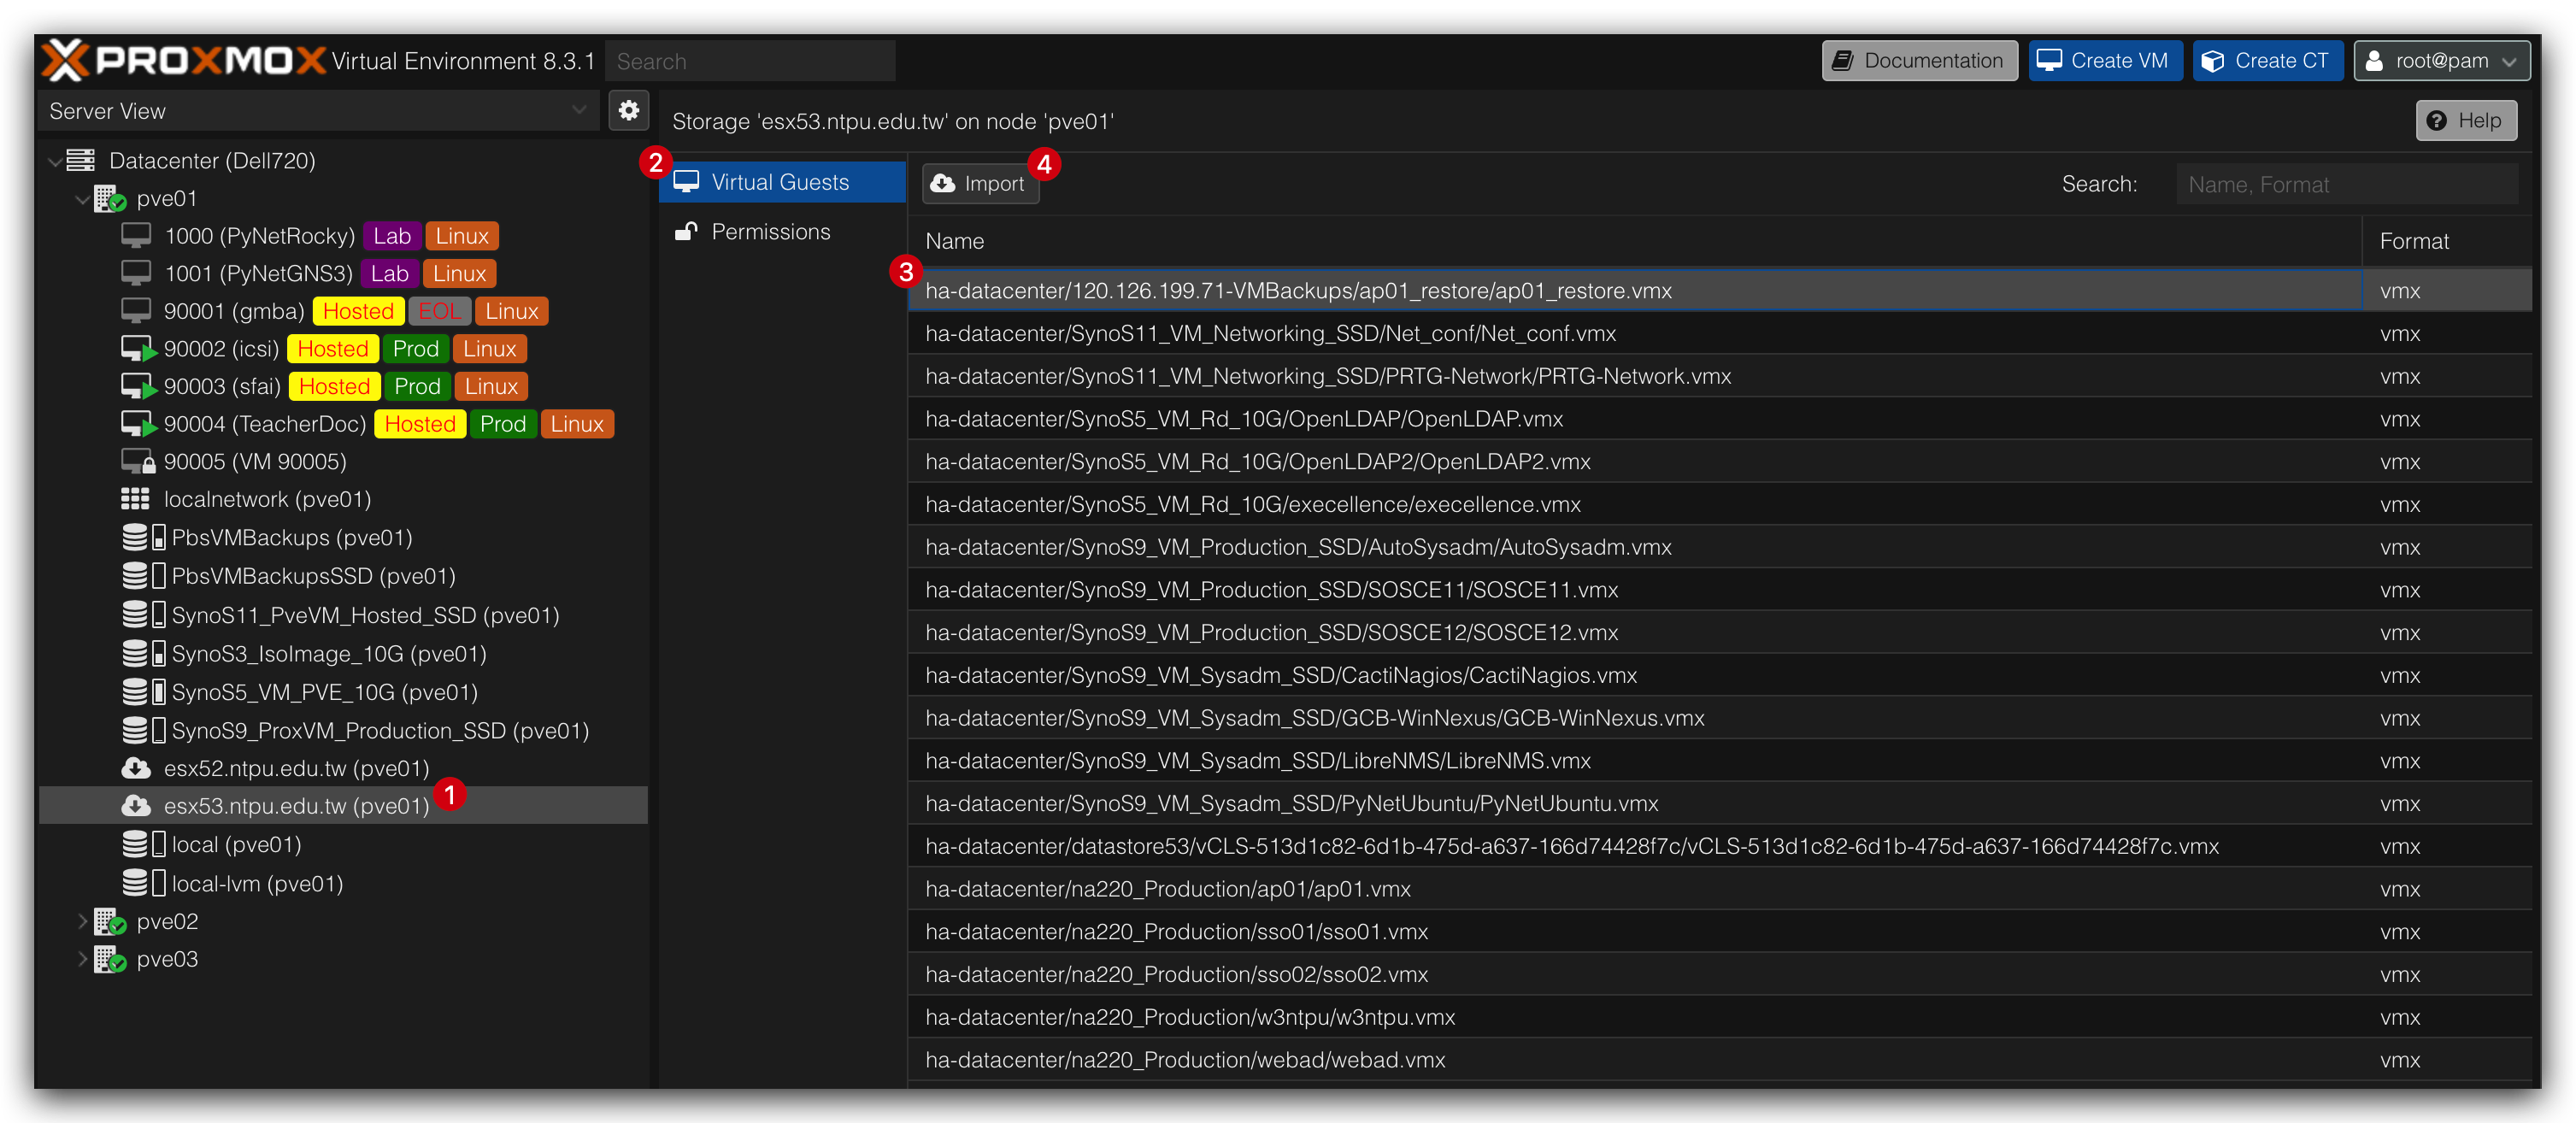 PROXMOX Virtual Environment 8.3.1 Search Documentation Create VM Create CT root@pam
Server View
Storage 'esx53.ntpu.edu.tw' on node 'pve01' Help
Datacenter (Dell720)
pve01
1000 (PyNetRocky) Lab Linux
1001 (PyNetGNS3) Lab Linux
90001 (gmba) Hosted EOL Linux
90002 (icsi) Hosted Prod Linux
90003 (sfai) Hosted Prod Linux
90004 (TeacherDoc) Hosted Prod Linux
90005 (VM 90005)
localnetwork (pve01)
PbsVMBackups (pve01)
PbsVMBackupsSSD (pve01)
SynoS11_PveVM_Hosted_SSD (pve01)
SynoS3_IsoImage_10G (pve01)
SynoS5_VM_PVE_10G (pve01)
SynoS9_ProxVM_Production_SSD (pve01)
esx52.ntpu.edu.tw (pve01)
esx53.ntpu.edu.tw (pve01) 1
local (pve01)
local-lvm (pve01)
pve02
pve03
2 Virtual Guests
Permissions
Import 4 Search: Name, Format
Name Format
3 ha-datacenter/120.126.199.71-VMBackups/ap01_restore/ap01_restore.vmx vmx
ha-datacenter/SynoS11_VM_Networking_SSD/Net_conf/Net_conf.vmx vmx
ha-datacenter/SynoS11_VM_Networking_SSD/PRTG-Network/PRTG-Network.vmx vmx
ha-datacenter/SynoS5_VM_Rd_10G/OpenLDAP/OpenLDAP.vmx vmx
ha-datacenter/SynoS5_VM_Rd_10G/OpenLDAP2/OpenLDAP2.vmx vmx
ha-datacenter/SynoS5_VM_Rd_10G/execellence/execellence.vmx vmx
ha-datacenter/SynoS9_VM_Production_SSD/AutoSysadm/AutoSysadm.vmx vmx
ha-datacenter/SynoS9_VM_Production_SSD/SOSCE11/SOSCE11.vmx vmx
ha-datacenter/SynoS9_VM_Production_SSD/SOSCE12/SOSCE12.vmx vmx
ha-datacenter/SynoS9_VM_Sysadm_SSD/CactiNagios/CactiNagios.vmx vmx
ha-datacenter/SynoS9_VM_Sysadm_SSD/GCB-WinNexus/GCB-WinNexus.vmx vmx
ha-datacenter/SynoS9_VM_Sysadm_SSD/LibreNMS/LibreNMS.vmx vmx
ha-datacenter/SynoS9_VM_Sysadm_SSD/PyNetUbuntu/PyNetUbuntu.vmx vmx
ha-datacenter/datastore53/vCLS-513d1c82-6d1b-475d-a637-166d74428f7c/vCLS-513d1c82-6d1b-475d-a637-166d74428f7c.vmx vmx
ha-datacenter/na220_Production/ap01/ap01.vmx vmx
ha-datacenter/na220_Production/sso01/sso01.vmx vmx
ha-datacenter/na220_Production/sso02/sso02.vmx vmx
ha-datacenter/na220_Production/w3ntpu/w3ntpu.vmx vmx
ha-datacenter/na220_Production/webad/webad.vmx vmx